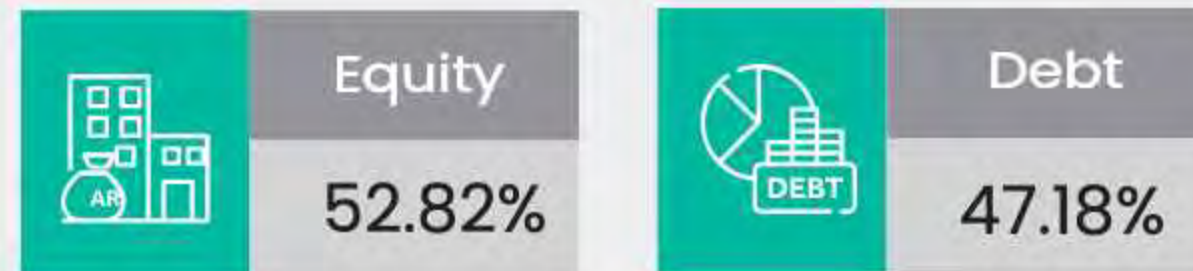 Equity
AR
52.82%
Debt
DEBT
47.18%